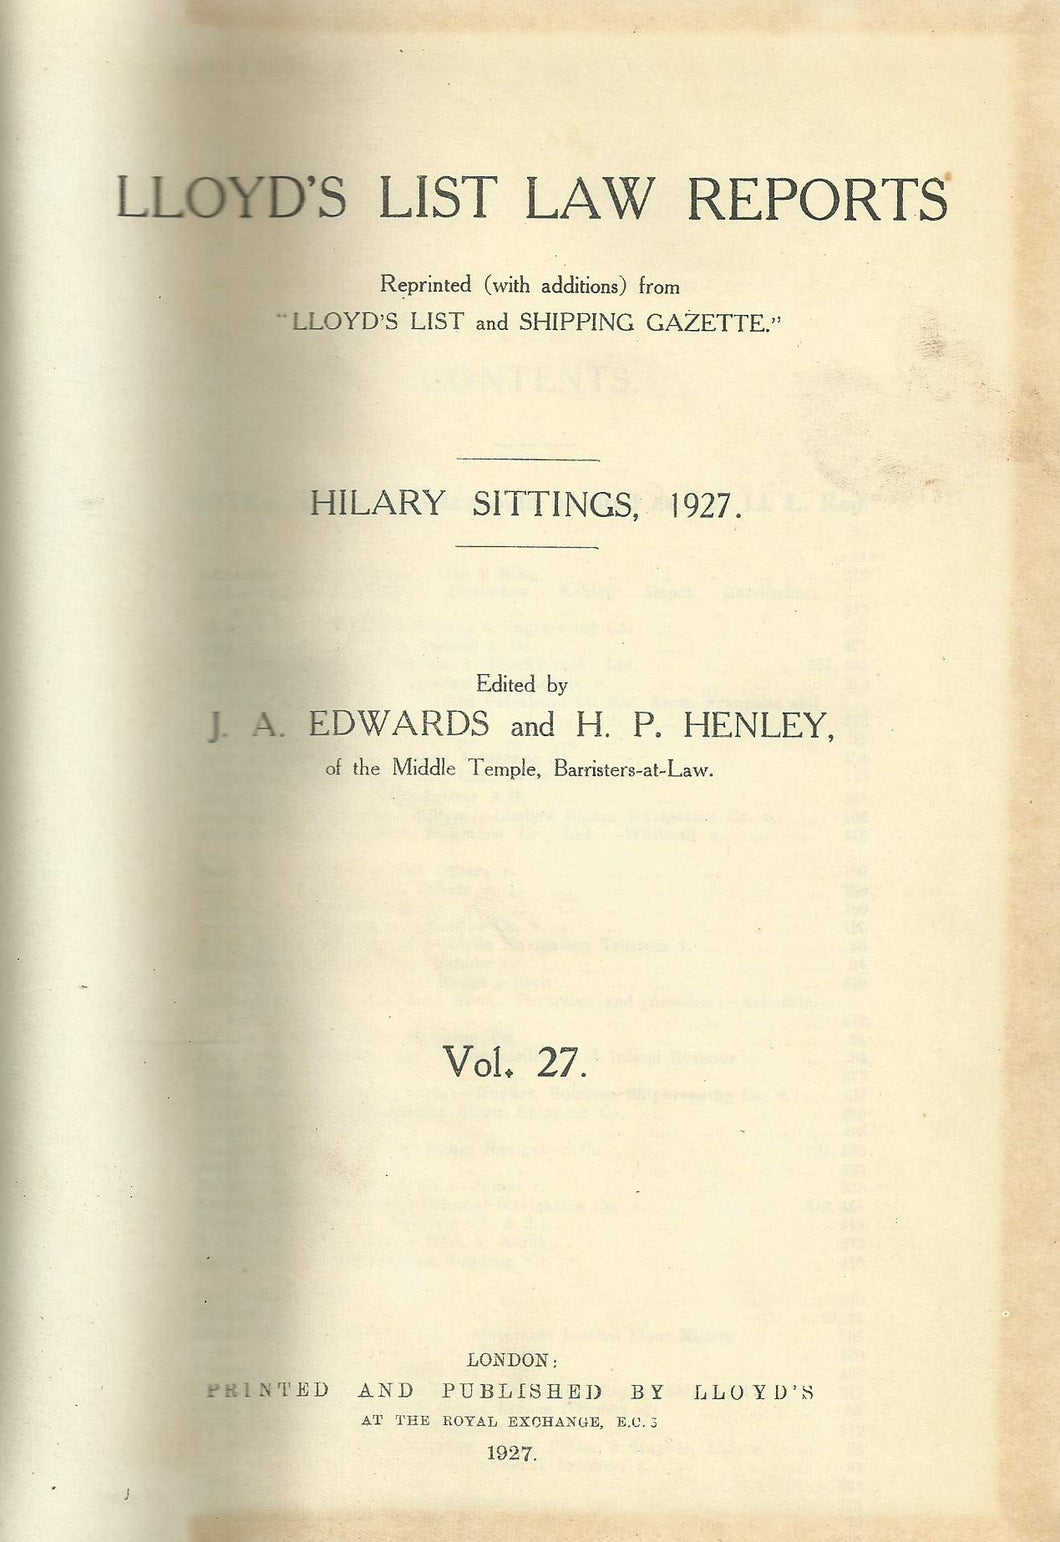 LLOYD'S LIST LAW REPORTS
Reprinted (with additions) from
"LLOYD'S LIST and SHIPPING GAZETTE."
HILARY SITTINGS, 1927.
Edited by
J. A. EDWARDS and H. P. HENLEY,
of the Middle Temple, Barristers-at-Law.
Vol. 27.
LONDON:
PRINTED AND PUBLISHED BY LLOYD'S
AT THE ROYAL EXCHANGE, E.C. 3
1927.